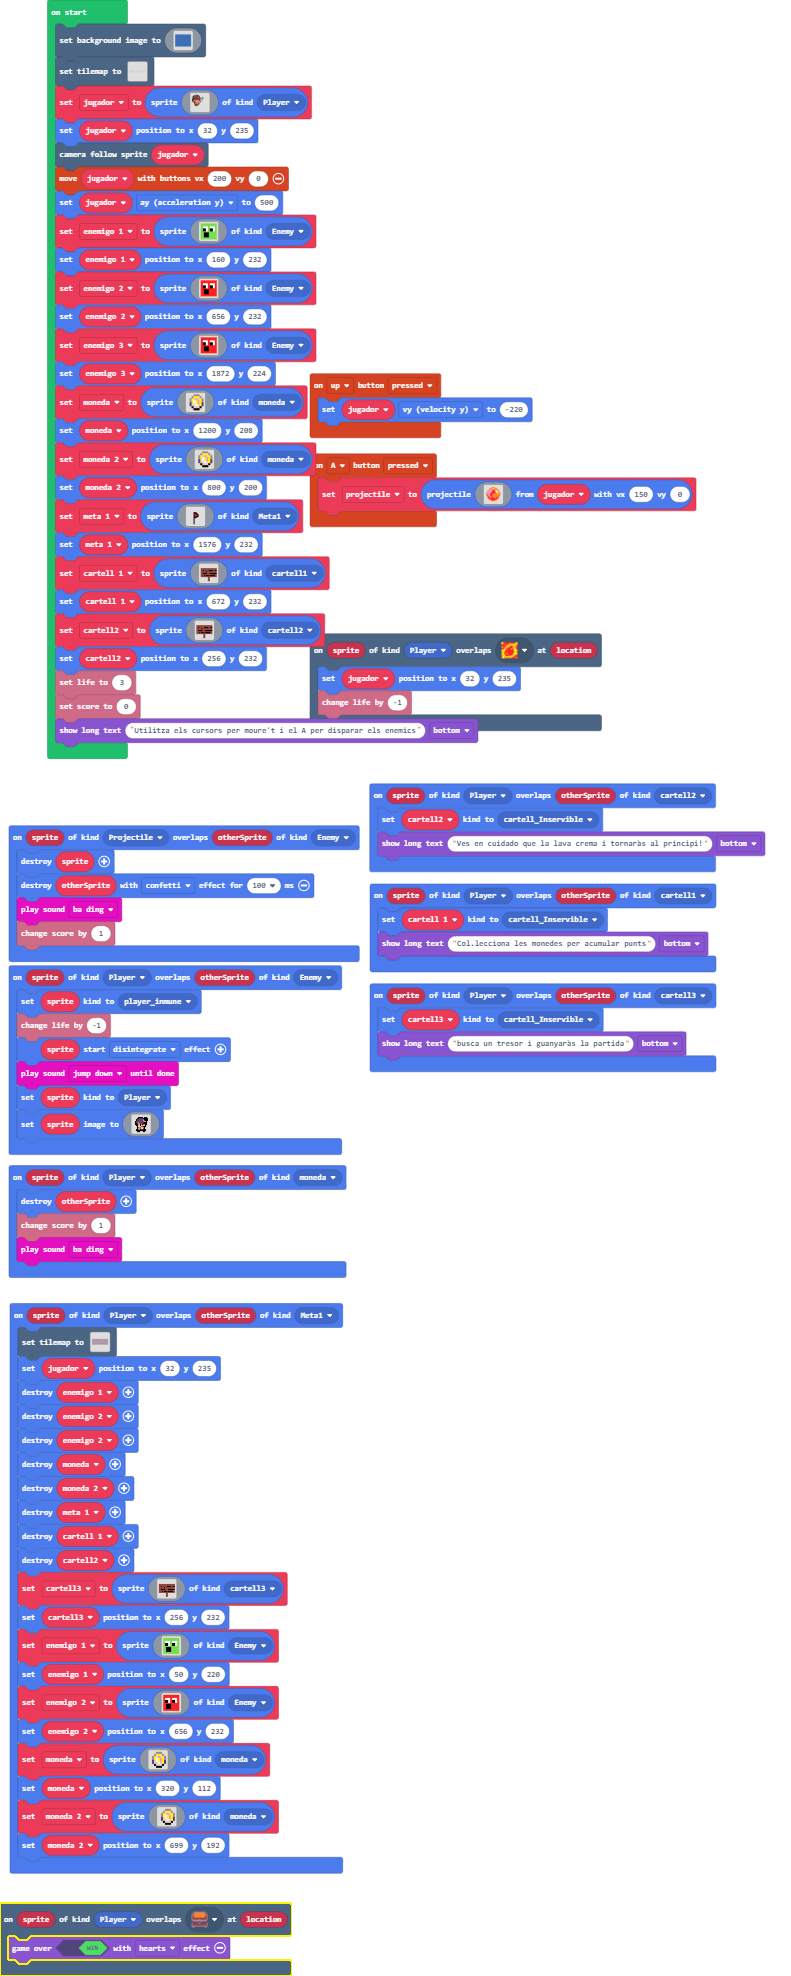 on start
set background image to
set tilemap to
set jugador to sprite of kind Player
set jugador position to x 32 y 235
camera follow sprite jugador
move jugador with buttons vx 200 vy 0
set jugador ay (acceleration y) to 500
set enemigo 1 to sprite of kind Enemy
set enemigo 1 position to x 160 y 232
set enemigo 2 to sprite of kind Enemy
set enemigo 2 position to x 656 y 232
set enemigo 3 to sprite of kind Enemy
set enemigo 3 position to x 1872 y 224
set moneda to sprite of kind moneda
set moneda position to x 1200 y 208
set moneda 2 to sprite of kind moneda
set moneda 2 position to x 800 y 200
set meta 1 to sprite of kind Meta1
set meta 1 position to x 1576 y 232
set cartell 1 to sprite of kind cartell1
set cartell 1 position to x 672 y 232
set cartell2 to sprite of kind cartell2
set cartell2 position to x 256 y 232
set life to 3
set score to 0
show long text "Utilitza els cursors per moure't i el A per disparar els enemics" bottom
on up button pressed
set jugador vy (velocity y) to -220
on A button pressed
set projectile to projectile from jugador with vx 150 vy 0
on sprite of kind Player overlaps at location
set jugador position to x 32 y 235
change life by -1
on sprite of kind Player overlaps otherSprite of kind cartell2
set cartell2 kind to cartell_Inservible
show long text "Ves en cuidado que la lava crema i tornaràs al principi!" bottom
on sprite of kind Player overlaps otherSprite of kind cartell1
set cartell 1 kind to cartell_Inservible
show long text "Col.lecciona les monedes per acumular punts" bottom
on sprite of kind Player overlaps otherSprite of kind cartell3
set cartell3 kind to cartell_Inservible
show long text "busca un tresor i guanyaràs la partida" bottom
on sprite of kind Projectile overlaps otherSprite of kind Enemy
destroy sprite
destroy otherSprite with confetti effect for 100 ms
play sound ba ding
change score by 1
on sprite of kind Player overlaps otherSprite of kind Enemy
set sprite kind to player_inmune
change life by -1
sprite start disintegrate effect
play sound jump down until done
set sprite kind to Player
set sprite image to
on sprite of kind Player overlaps otherSprite of kind moneda
destroy otherSprite
change score by 1
play sound ba ding
on sprite of kind Player overlaps otherSprite of kind Meta1
set tilemap to
set jugador position to x 32 y 235
destroy enemigo 1
destroy enemigo 2
destroy enemigo 2
destroy moneda
destroy moneda 2
destroy meta 1
destroy cartell 1
destroy cartell2
set cartell3 to sprite of kind cartell3
set cartell3 position to x 256 y 232
set enemigo 1 to sprite of kind Enemy
set enemigo 1 position to x 50 y 220
set enemigo 2 to sprite of kind Enemy
set enemigo 2 position to x 656 y 232
set moneda to sprite of kind moneda
set moneda position to x 320 y 112
set moneda 2 to sprite of kind moneda
set moneda 2 position to x 699 y 192
on sprite of kind Player overlaps at location
game over WIN with hearts effect